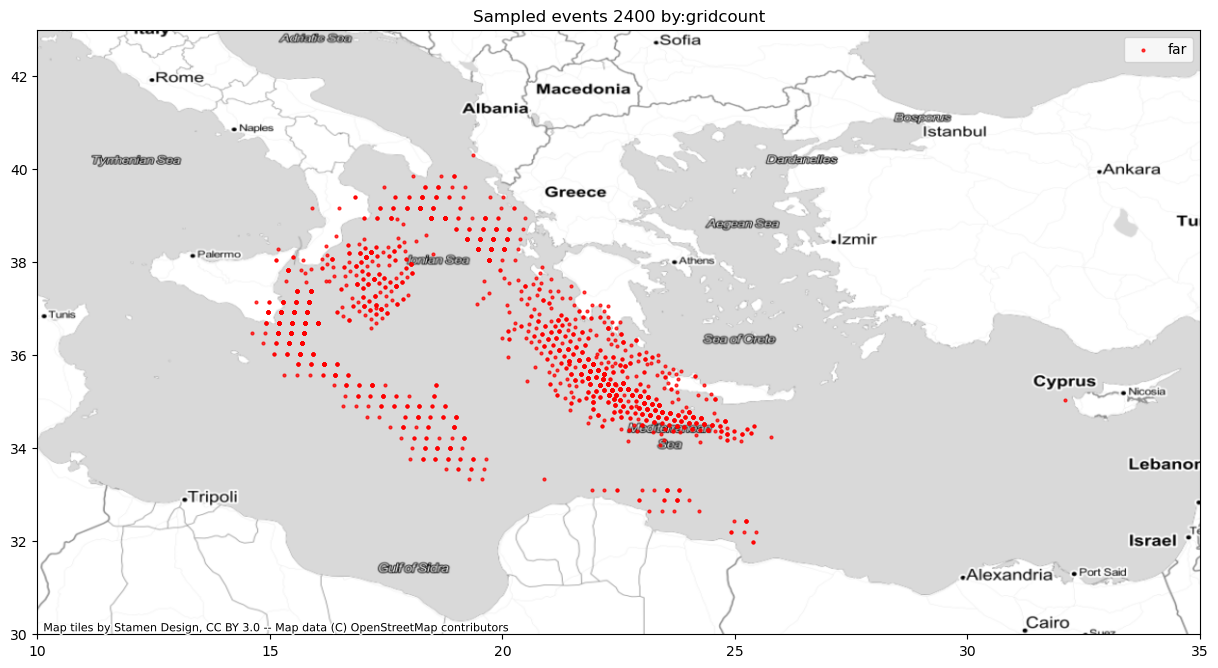 Sampled events 2400 by:gridcount
far
Italy
Adriatic Sea
Sofia
42
Rome
Macedonia
Albania
Naples
Bosporus
Istanbul
Tyrrhenian Sea
Dardanelles
40
Ankara
Greece
Aegean Sea
Tu
Izmir
Palermo
Ionian Sea
Athens
38
Tunis
Sea of Crete
36
Cyprus
Nicosia
Mediterranean
Sea
34
Lebanon
Tripoli
32
Israel
Te
Gulf of Sidra
Alexandria
Port Said
Cairo
Suez
Map tiles by Stamen Design, CC BY 3.0 -- Map data (C) OpenStreetMap contributors
30
10
15
20
25
30
35